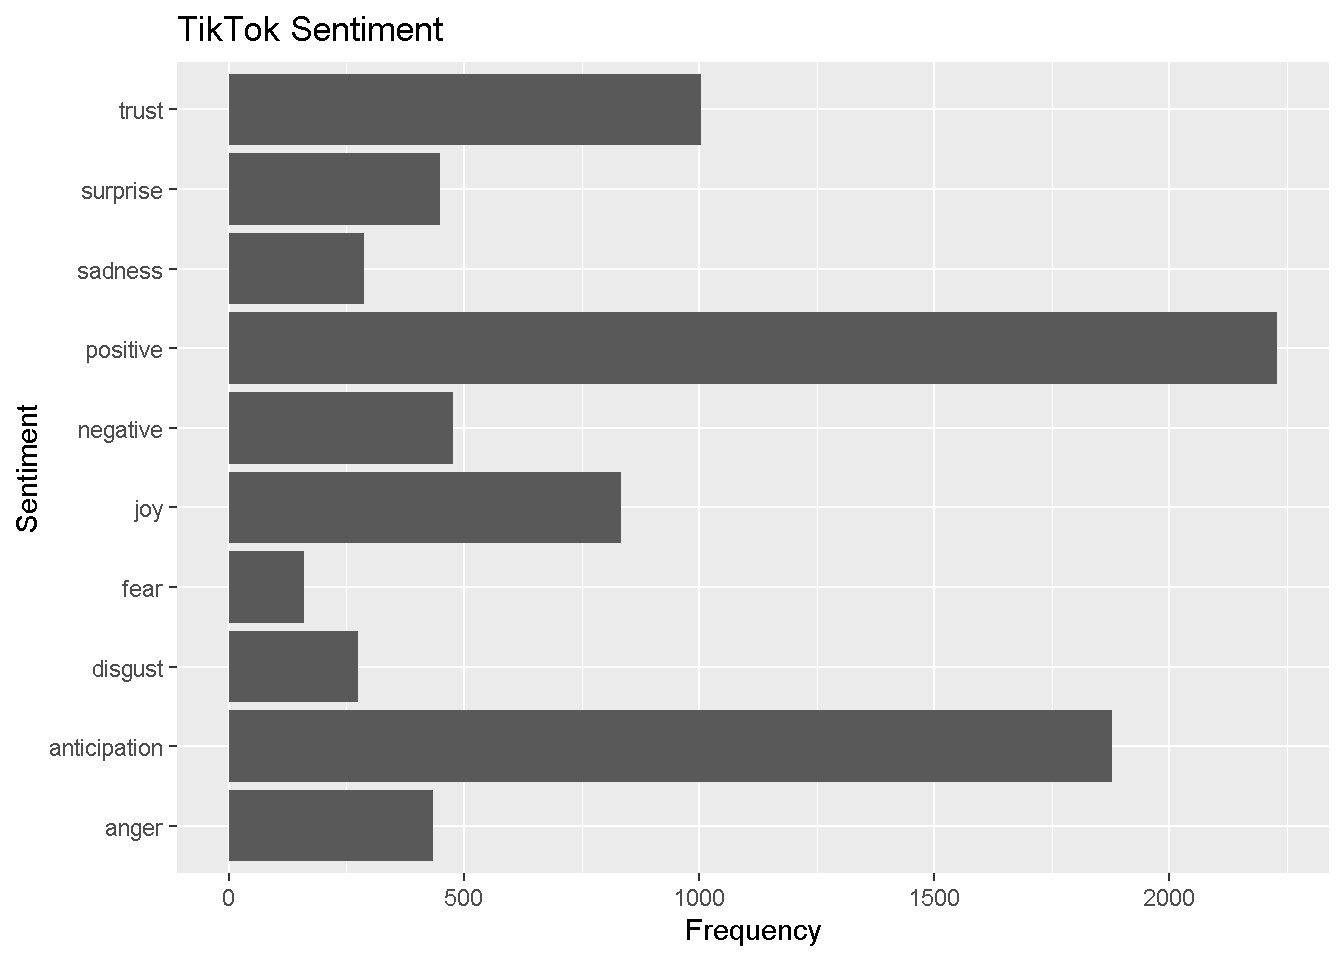 TikTok Sentiment
trust
surprise
sadness
positive
negative
joy
fear
disgust
anticipation
anger
Sentiment
0 500 1000 1500 2000
Frequency